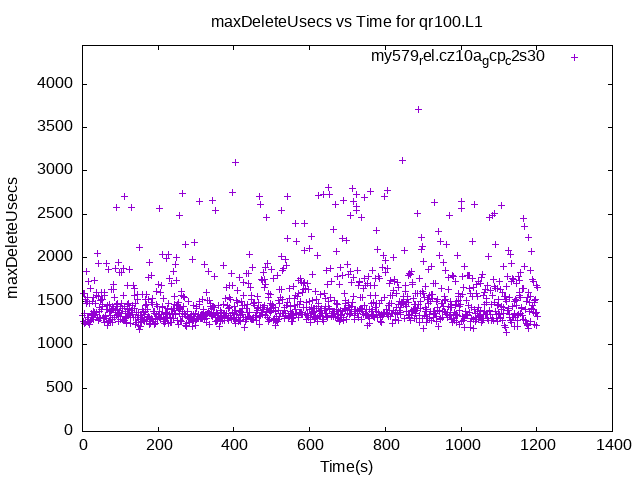 maxDeleteUsecs vs Time for qr100.L1
my579rel.cz10agcpc2s30
maxDeleteUsecs
4000
3500
3000
2500
2000
1500
1000
500
0
0 200 400 600 800 1000 1200 1400
Time(s)